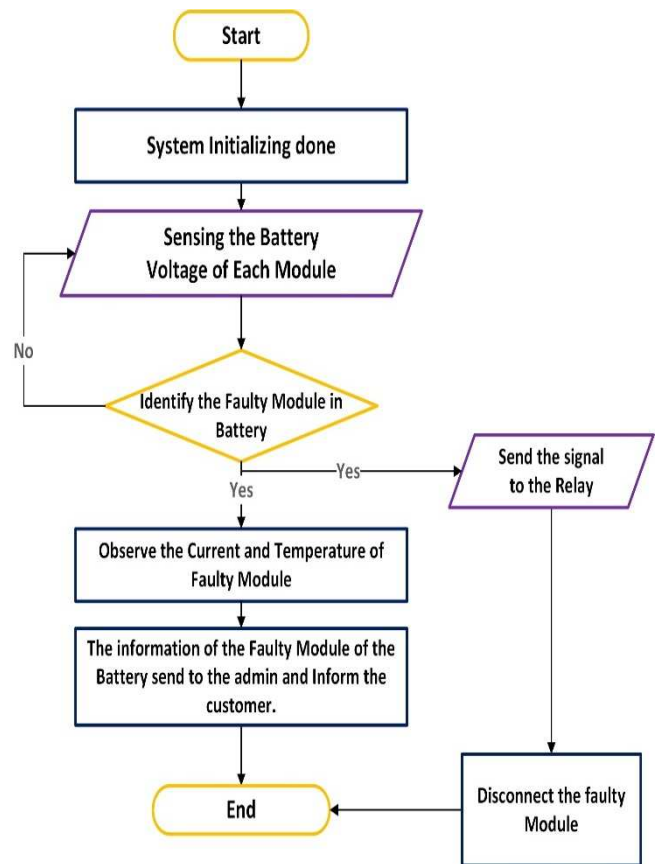 Start
System Initializing done
Sensing the Battery
Voltage of Each Module
No
Identify the Faulty Module in
Battery
Yes
Yes
Send the signal
to the Relay
Observe the Current and Temperature of
Faulty Module
The information of the Faulty Module of the
Battery send to the admin and Inform the
customer.
Disconnect the faulty
Module
End